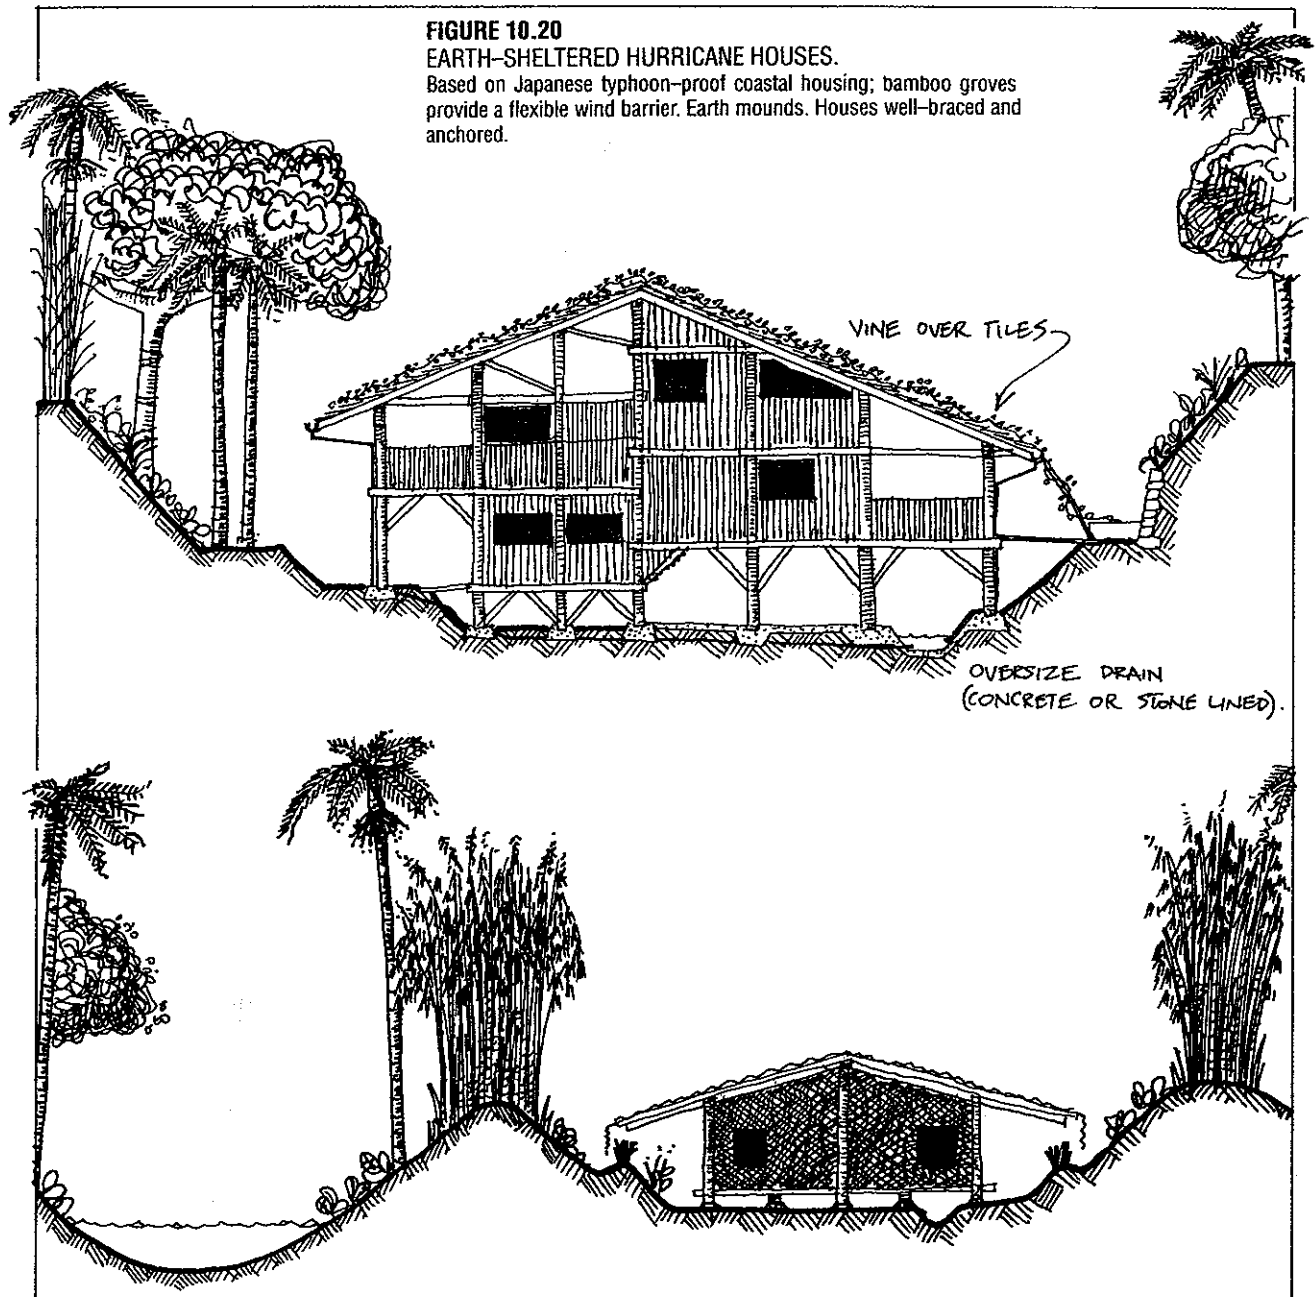 FIGURE 10.20
EARTH–SHELTERED HURRICANE HOUSES.
Based on Japanese typhoon–proof coastal housing; bamboo groves
provide a flexible wind barrier. Earth mounds. Houses well–braced and
anchored.
VINE OVER TILES
OVERSIZE DRAIN
(CONCRETE OR STONE LINED).